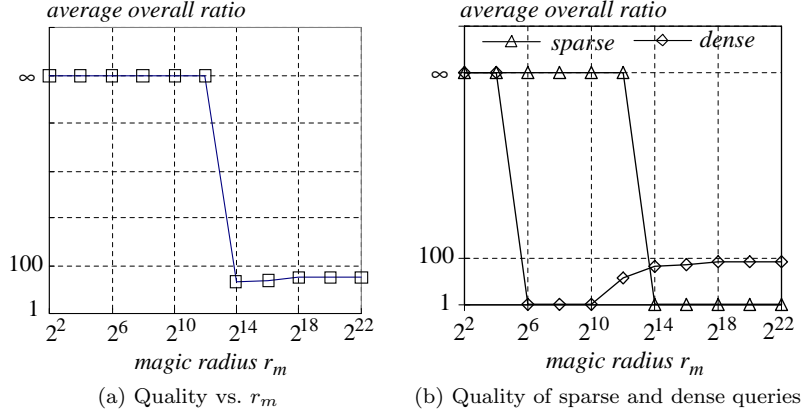 average overall ratio
∞
100
1
2^2 2^6 2^10 2^14 2^18 2^22
magic radius r_m
(a) Quality vs. r_m
average overall ratio
sparse dense
∞
100
1
2^2 2^6 2^10 2^14 2^18 2^22
magic radius r_m
(b) Quality of sparse and dense queries